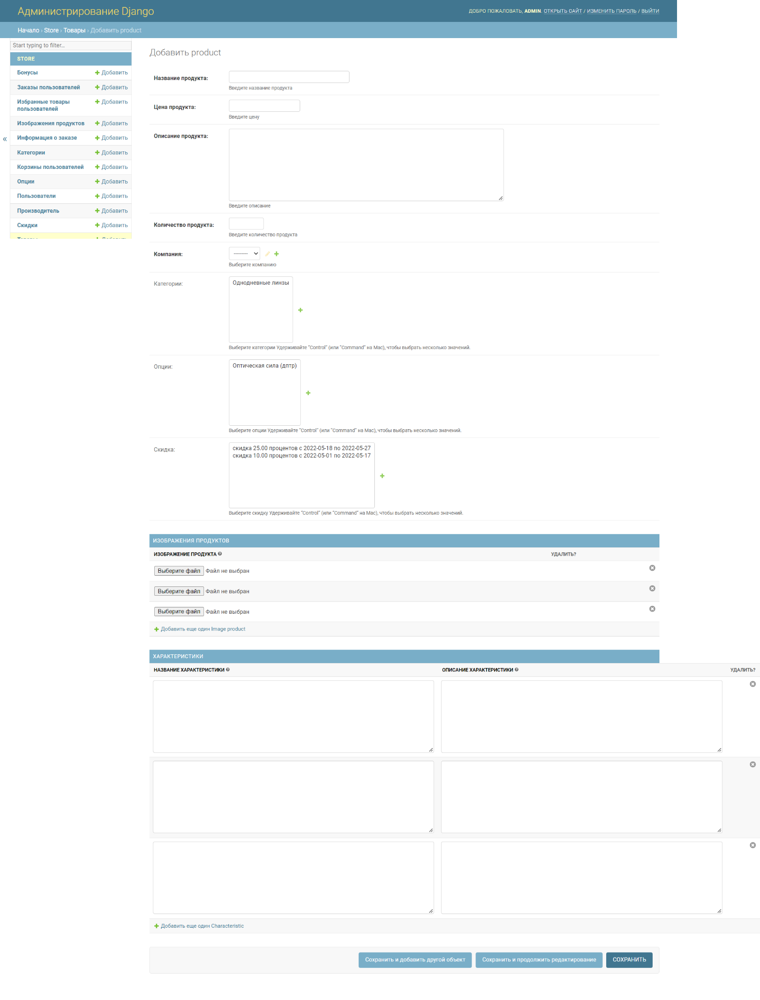 Администрирование Django
ДОБРО ПОЖАЛОВАТЬ, ADMIN. ОТКРЫТЬ САЙТ / ИЗМЕНИТЬ ПАРОЛЬ / ВЫЙТИ
Начало › Store › Товары › Добавить product
Start typing to filter...
STORE
Бонусы Добавить
Заказы пользователей Добавить
Избранные товары Добавить
пользователей
Изображения продуктов Добавить
«
Информация о заказе Добавить
Категории Добавить
Корзины пользователей Добавить
Опции Добавить
Пользователи Добавить
Производитель Добавить
Скидки Добавить
Товары Добавить
Добавить product
Название продукта:
Введите название продукта
Цена продукта:
Введите цену
Описание продукта:
Введите описание
Количество продукта:
Введите количество продукта
Компания: ---------
Выберите компанию
Категории: Однодневные линзы
Выберите категории Удерживайте “Control“ (или “Command“ на Mac), чтобы выбрать несколько значений.
Опции: Оптическая сила (дптр)
Выберите опции Удерживайте “Control“ (или “Command“ на Mac), чтобы выбрать несколько значений.
Скидка: скидка 25.00 процентов с 2022-05-18 по 2022-05-27
скидка 10.00 процентов с 2022-05-01 по 2022-05-17
Выберите скидку Удерживайте “Control“ (или “Command“ на Mac), чтобы выбрать несколько значений.
ИЗОБРАЖЕНИЯ ПРОДУКТОВ
ИЗОБРАЖЕНИЕ ПРОДУКТА УДАЛИТЬ?
Выберите файл Файл не выбран
Выберите файл Файл не выбран
Выберите файл Файл не выбран
Добавить еще один Image product
ХАРАКТЕРИСТИКИ
НАЗВАНИЕ ХАРАКТЕРИСТИКИ ОПИСАНИЕ ХАРАКТЕРИСТИКИ УДАЛИТЬ?
Добавить еще один Characteristic
Сохранить и добавить другой объект Сохранить и продолжить редактирование СОХРАНИТЬ